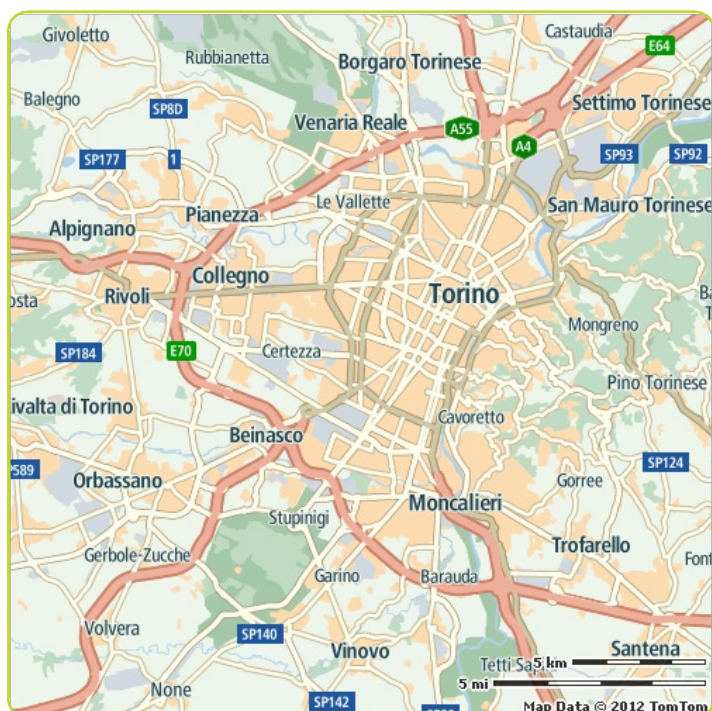 Givoletto
Castaudia
E64
Rubbianetta
Borgaro Torinese
Balegno
SP8D
Settimo Torinese
Venaria Reale
A55
A4
SP177
1
SP93
SP92
Le Vallette
San Mauro Torinese
Pianezza
Alpignano
Collegno
Rivoli
Torino
osta
Mongreno
SP184
E70
Certezza
Pino Torinese
ivalta di Torino
Cavoretto
Beinasco
SP124
589
Orbassano
Gorree
Moncalieri
Stupinigi
Trofarello
Gerbole-Zucche
Font
Garino
Barauda
Volvera
SP140
Vinovo
Santena
Tetti Sap
5 km
5 mi
None
SP142
Map Data © 2012 TomTom